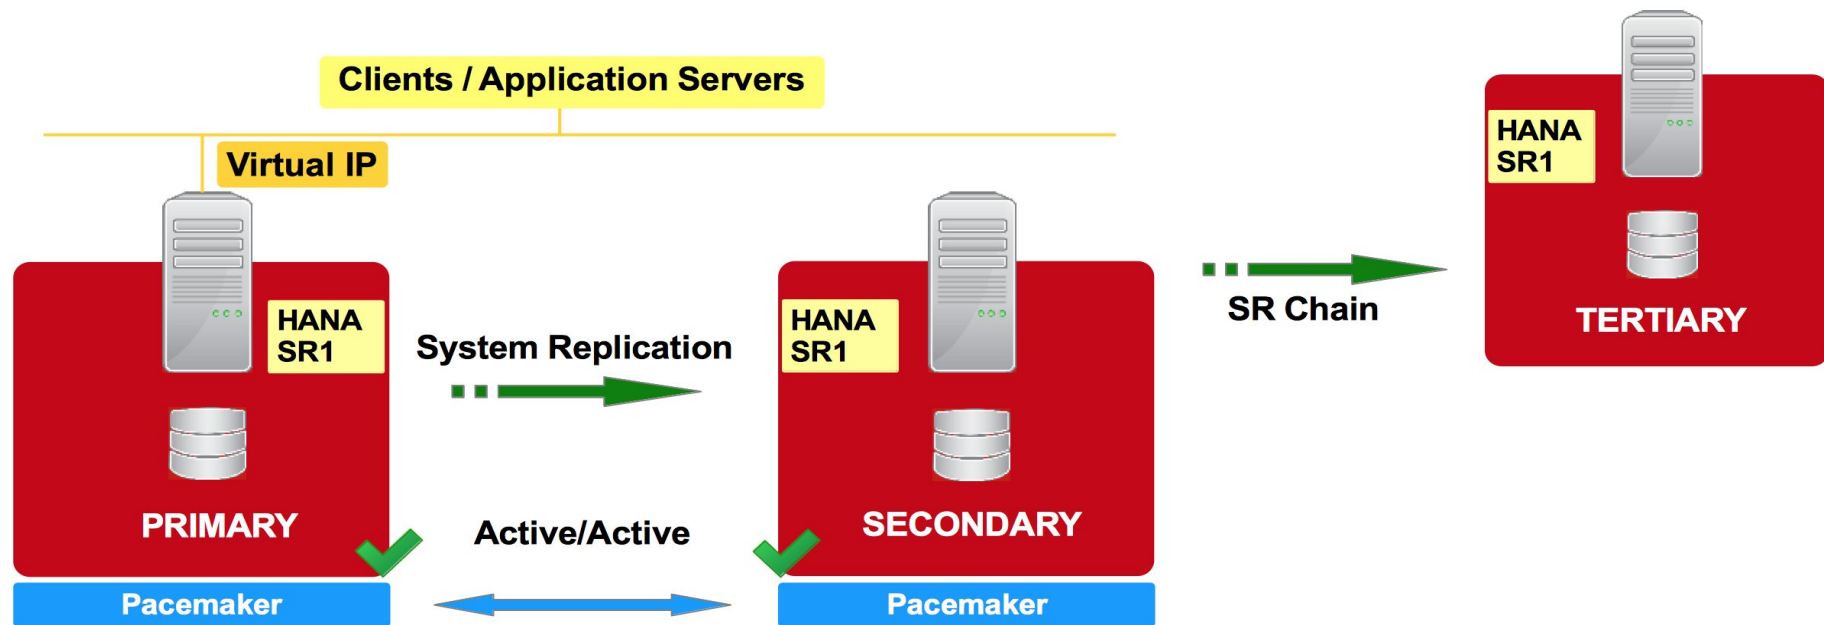 Clients / Application Servers
Virtual IP
HANA
SR1
PRIMARY
Pacemaker
System Replication
Active/Active
HANA
SR1
SECONDARY
Pacemaker
SR Chain
HANA
SR1
TERTIARY